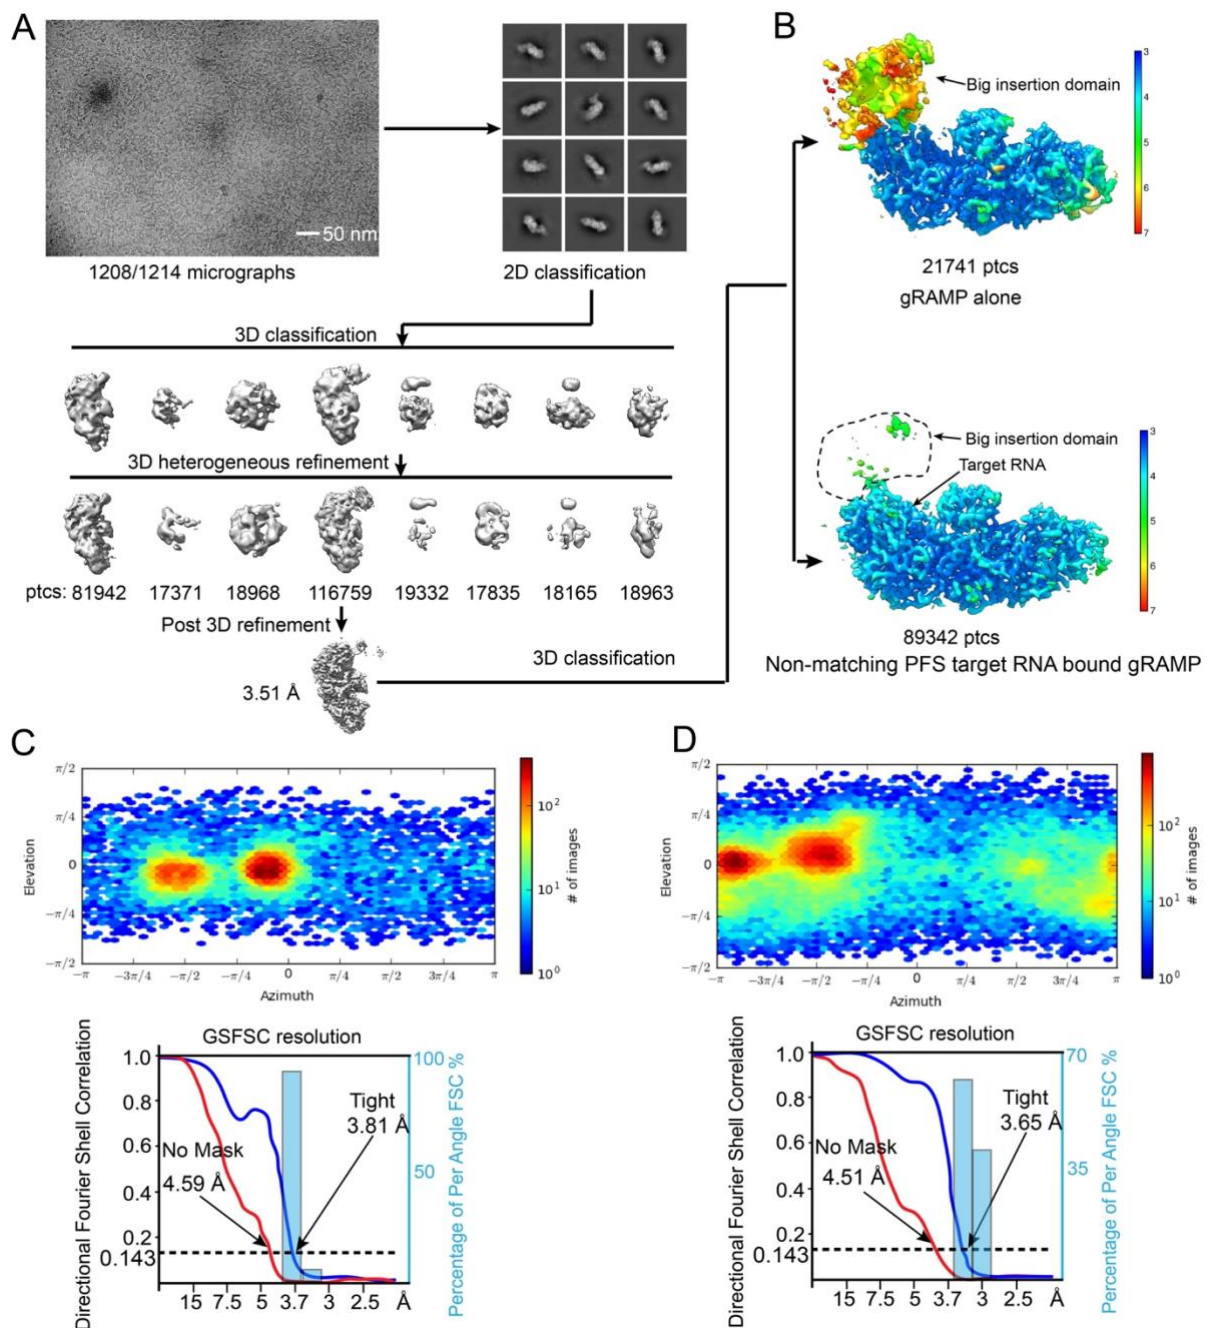 A
50 nm
1208/1214 micrographs
2D classification
3D classification
3D heterogeneous refinement
ptcs: 81942 17371 18968 116759 19332 17835 18165 18963
Post 3D refinement
3.51 Å
3D classification
B
Big insertion domain
3
4
5
6
7
21741 ptcs
gRAMP alone
Big insertion domain
Target RNA
3
4
5
6
7
89342 ptcs
Non-matching PFS target RNA bound gRAMP
C
π/2
π/4
0
−π/4
−π/2
Elevation
−π −3π/4 −π/2 −π/4 0 π/4 π/2 3π/4 π
Azimuth
10²
10¹
10⁰
# of images
GSFSC resolution
Directional Fourier Shell Correlation
1.0
0.8
0.6
0.4
0.2
0.143
No Mask
4.59 Å
Tight
3.81 Å
100
50
Percentage of Per Angle FSC %
15 7.5 5 3.7 3 2.5 Å
D
π/2
π/4
0
−π/4
−π/2
Elevation
−π −3π/4 −π/2 −π/4 0 π/4 π/2 3π/4 π
Azimuth
10²
10¹
10⁰
# of images
GSFSC resolution
Directional Fourier Shell Correlation
1.0
0.8
0.6
0.4
0.2
0.143
No Mask
4.51 Å
Tight
3.65 Å
70
35
Percentage of Per Angle FSC %
15 7.5 5 3.7 3 2.5 Å